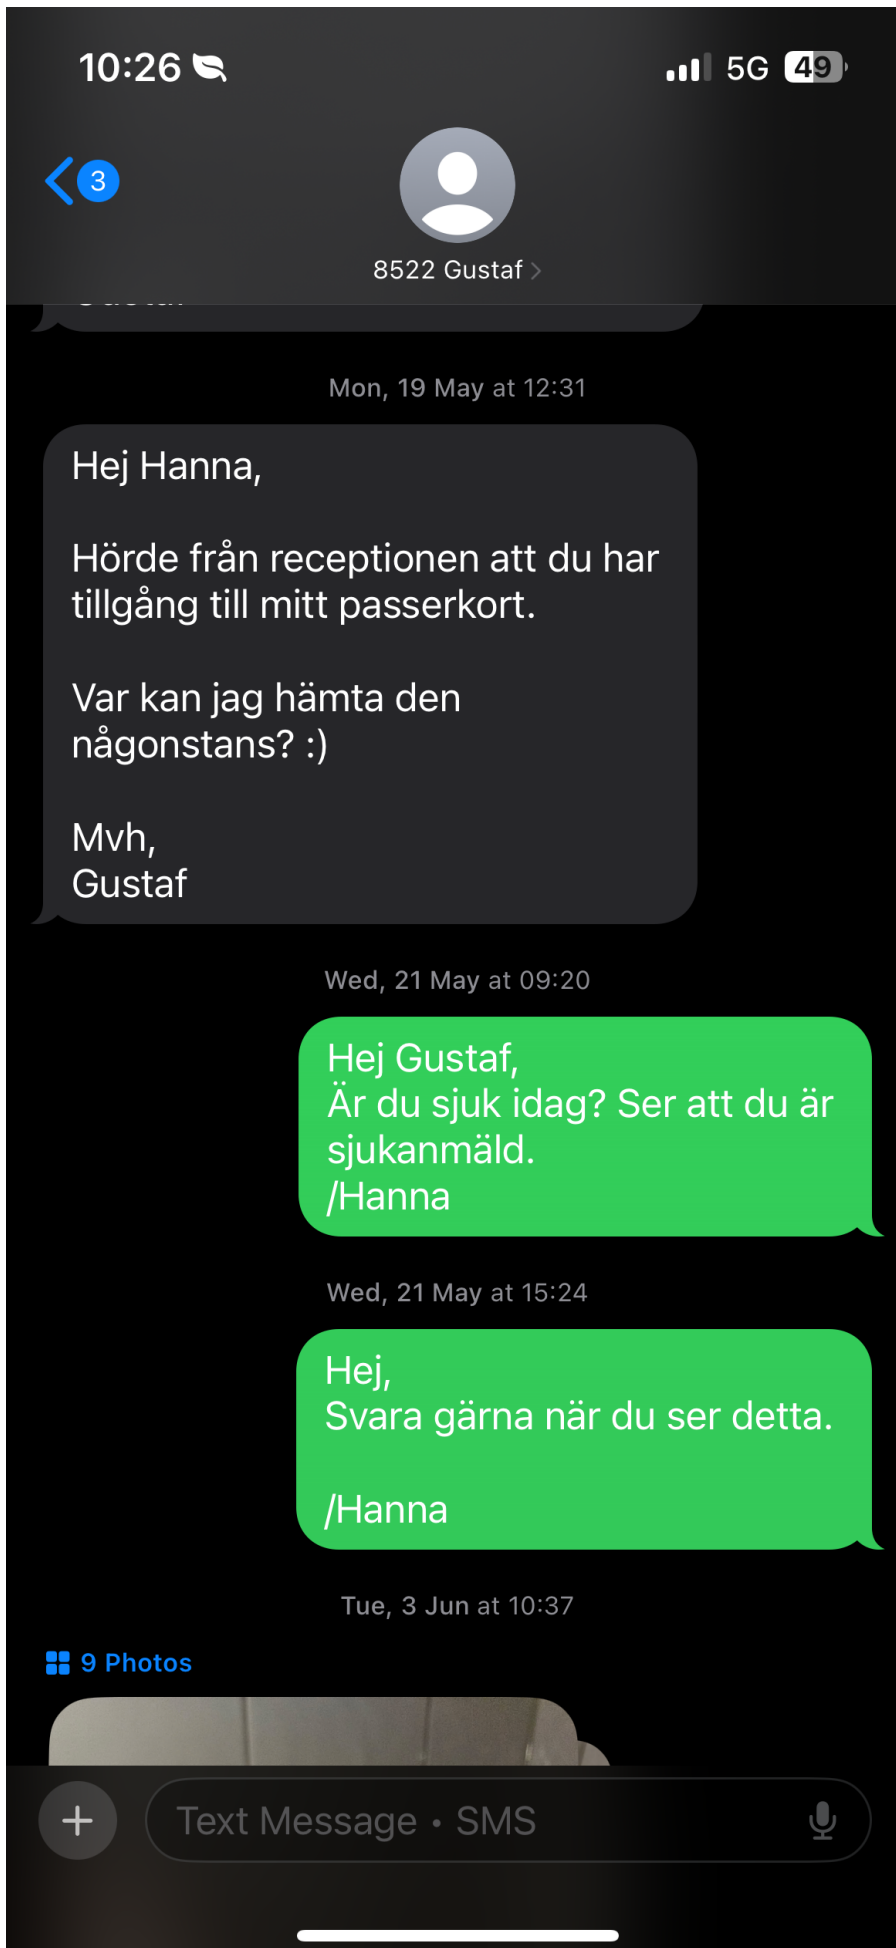 10:26
5G
49
3
8522 Gustaf
Mon, 19 May at 12:31
Hej Hanna,
Hörde från receptionen att du har
tillgång till mitt passerkort.
Var kan jag hämta den
någonstans? :)
Mvh,
Gustaf
Wed, 21 May at 09:20
Hej Gustaf,
Är du sjuk idag? Ser att du är
sjukanmäld.
/Hanna
Wed, 21 May at 15:24
Hej,
Svara gärna när du ser detta.
/Hanna
Tue, 3 Jun at 10:37
9 Photos
Text Message • SMS